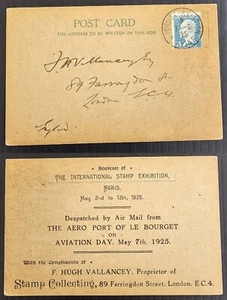 POST CARD
THE ADDRESS TO BE WRITTEN ON THIS SIDE.
F H Vallancey Esq
89 Farringdon St
London E.C.4
Souvenir of
THE INTERNATIONAL STAMP EXHIBITION,
PARIS,
May 2nd to 12th, 1925.
Despatched by Air Mail from
THE AERO PORT OF LE BOURGET
ON
AVIATION DAY, May 7th, 1925.
With the Compliments of
F. HUGH VALLANCEY, Proprietor of
Stamp Collecting, 89 Farringdon Street, London, E.C.4.